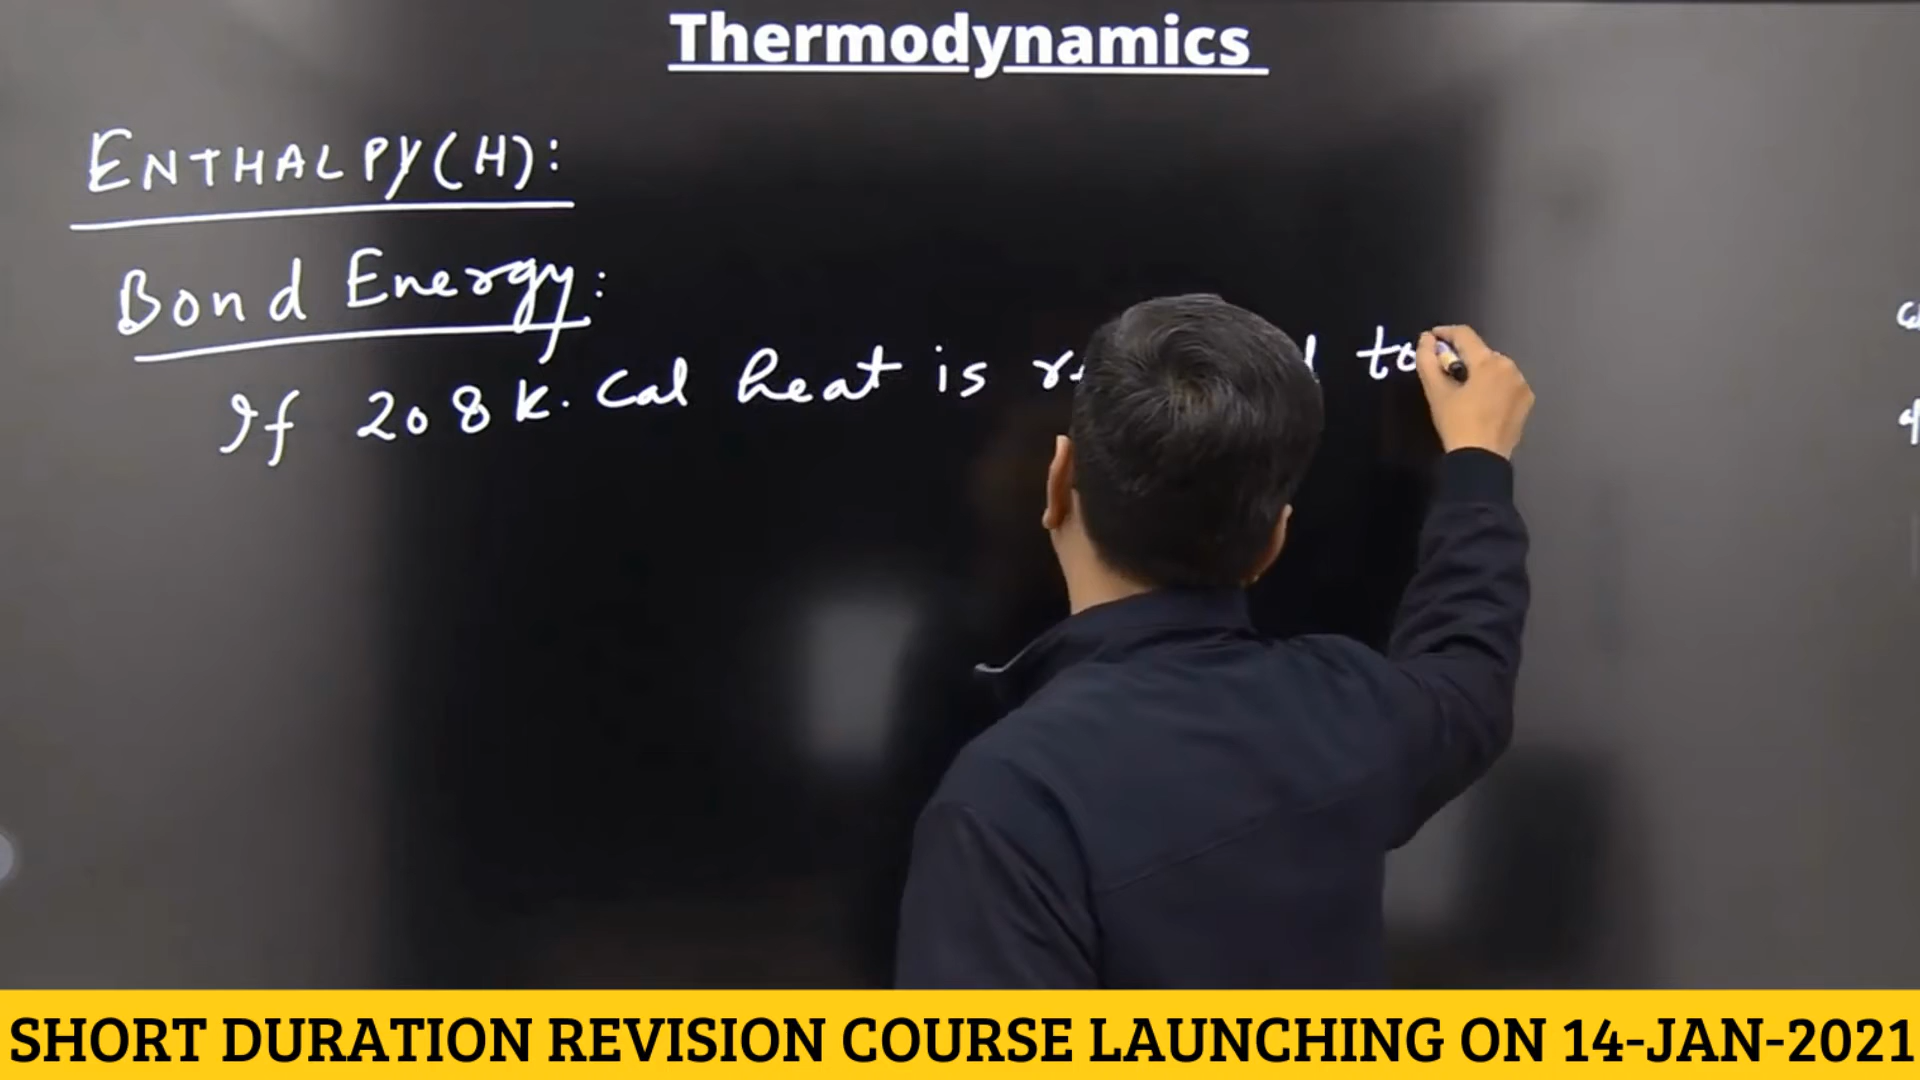 Thermodynamics
ENTHALPY(H):
Bond Energy:
If 208 k.Cal heat is to
SHORT DURATION REVISION COURSE LAUNCHING ON 14-JAN-2021